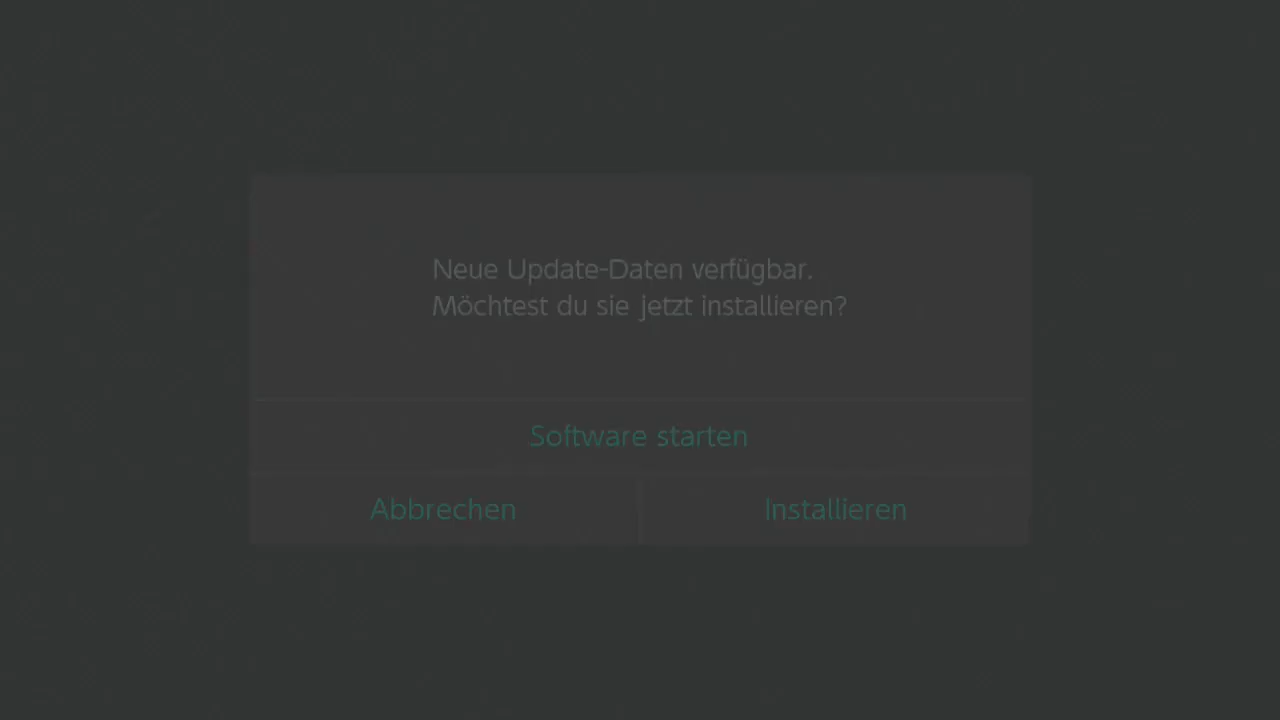 Neue Update-Daten verfügbar.
Möchtest du sie jetzt installieren?
Software starten
Abbrechen
Installieren